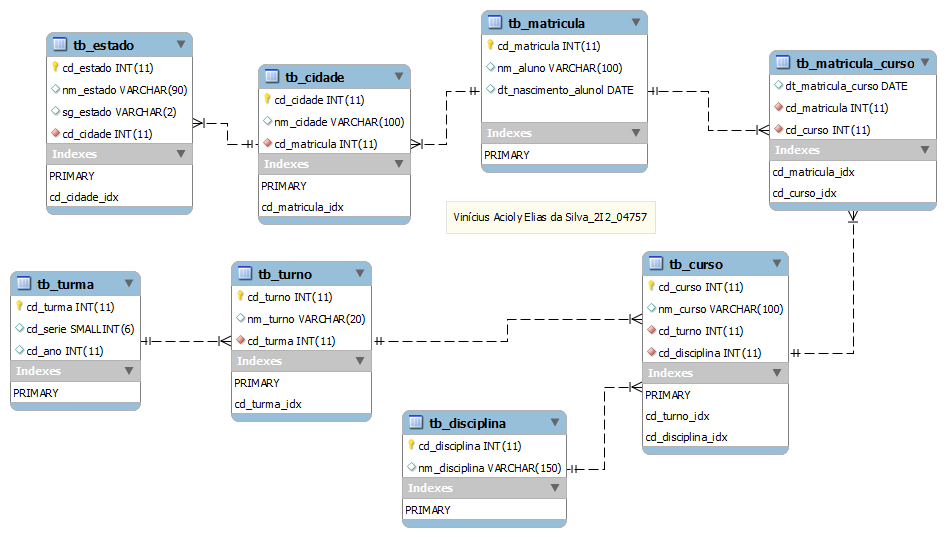 tb_estado
cd_estado INT(11)
nm_estado VARCHAR(90)
sg_estado VARCHAR(2)
cd_cidade INT(11)
Indexes
PRIMARY
cd_cidade_idx
tb_cidade
cd_cidade INT(11)
nm_cidade VARCHAR(100)
cd_matricula INT(11)
Indexes
PRIMARY
cd_matricula_idx
tb_matricula
cd_matricula INT(11)
nm_aluno VARCHAR(100)
dt_nascimento_alunol DATE
Indexes
PRIMARY
tb_matricula_curso
dt_matricula_curso DATE
cd_matricula INT(11)
cd_curso INT(11)
Indexes
cd_matricula_idx
cd_curso_idx
Vinícius Acioly Elias da Silva_2I2_04757
tb_turma
cd_turma INT(11)
cd_serie SMALLINT(6)
cd_ano INT(11)
Indexes
PRIMARY
tb_turno
cd_turno INT(11)
nm_turno VARCHAR(20)
cd_turma INT(11)
Indexes
PRIMARY
cd_turma_idx
tb_curso
cd_curso INT(11)
nm_curso VARCHAR(100)
cd_turno INT(11)
cd_disciplina INT(11)
Indexes
PRIMARY
cd_turno_idx
cd_disciplina_idx
tb_disciplina
cd_disciplina INT(11)
nm_disciplina VARCHAR(150)
Indexes
PRIMARY